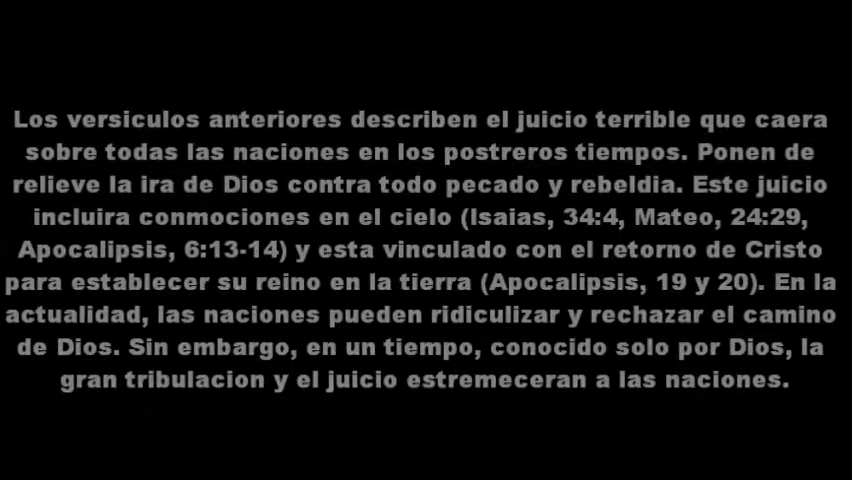 Los versiculos anteriores describen el juicio terrible que caera
sobre todas las naciones en los postreros tiempos. Ponen de
relieve la ira de Dios contra todo pecado y rebeldia. Este juicio
incluira conmociones en el cielo (Isaias, 34:4, Mateo, 24:29,
Apocalipsis, 6:13-14) y esta vinculado con el retorno de Cristo
para establecer su reino en la tierra (Apocalipsis, 19 y 20). En la
actualidad, las naciones pueden ridiculizar y rechazar el camino
de Dios. Sin embargo, en un tiempo, conocido solo por Dios, la
gran tribulacion y el juicio estremeceran a las naciones.